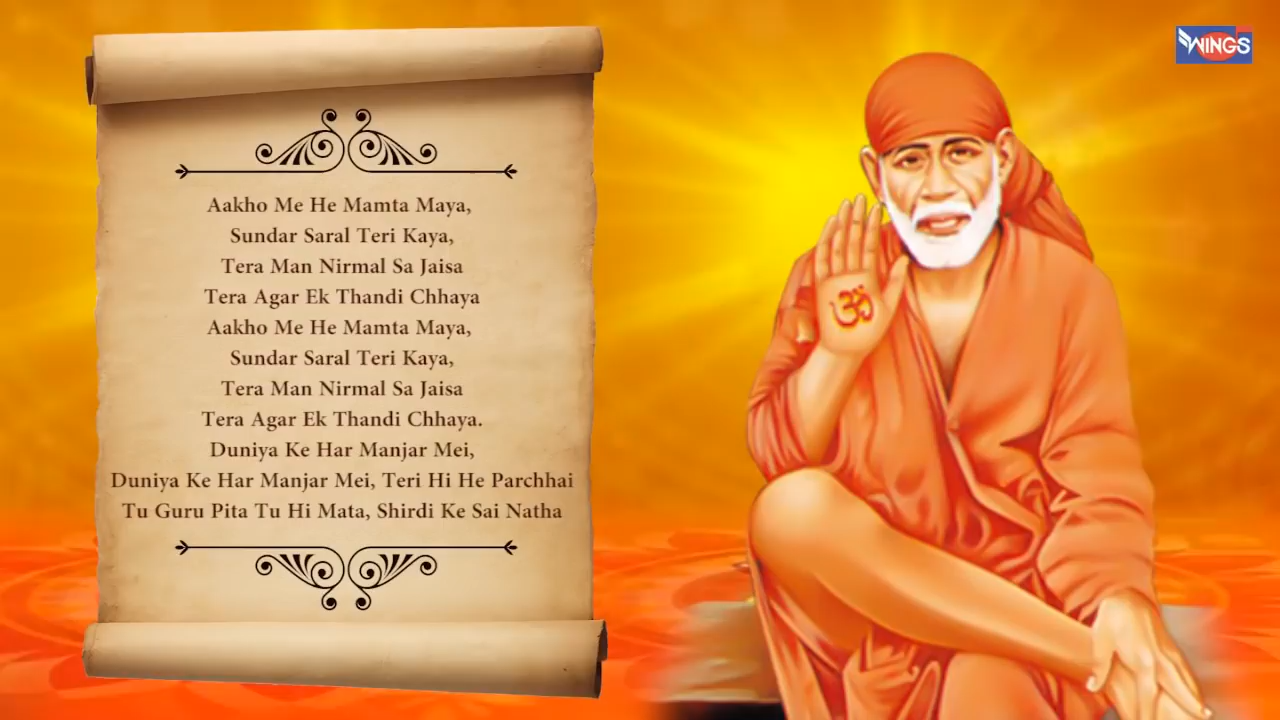 WINGS
Aakho Me He Mamta Maya,
Sundar Saral Teri Kaya,
Tera Man Nirmal Sa Jaisa
Tera Agar Ek Thandi Chhaya
Aakho Me He Mamta Maya,
Sundar Saral Teri Kaya,
Tera Man Nirmal Sa Jaisa
Tera Agar Ek Thandi Chhaya.
Duniya Ke Har Manjar Mei,
Duniya Ke Har Manjar Mei, Teri Hi He Parchhai
Tu Guru Pita Tu Hi Mata, Shirdi Ke Sai Natha
ॐ